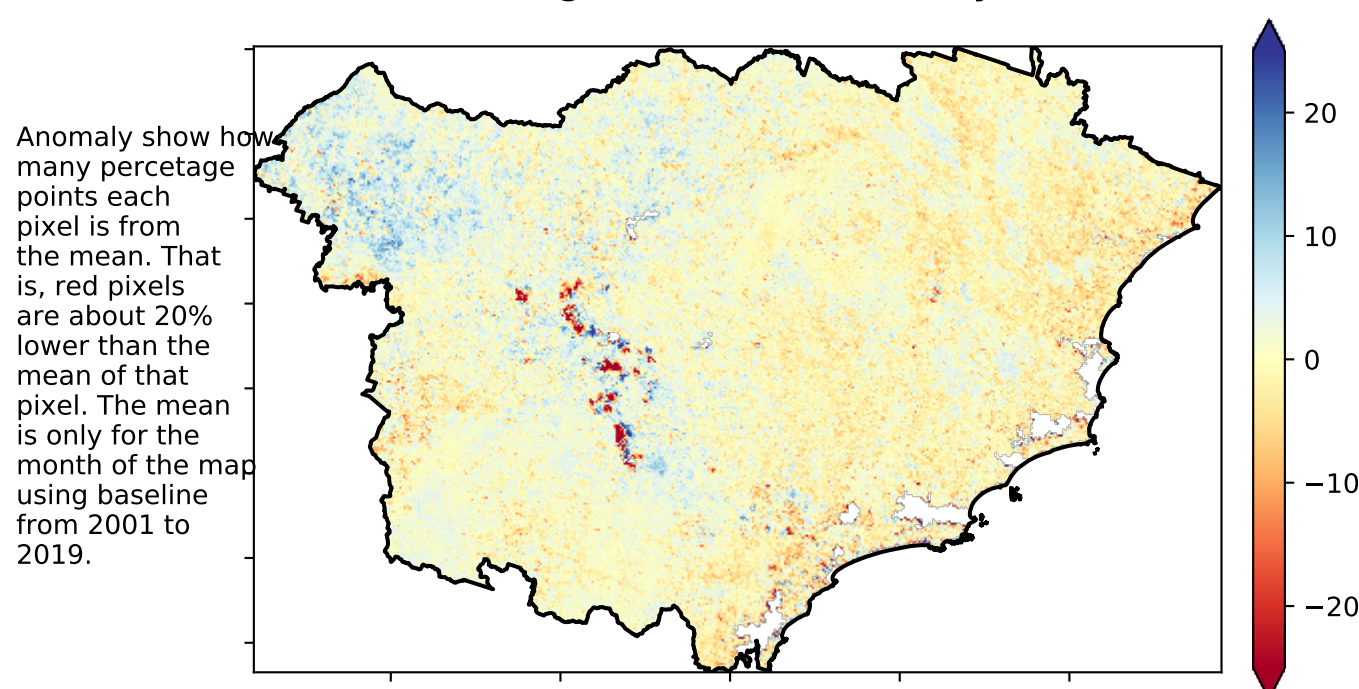 Anomaly show how
many percetage
points each
pixel is from
the mean. That
is, red pixels
are about 20%
lower than the
mean of that
pixel. The mean
is only for the
month of the map
using baseline
from 2001 to
2019.
20
10
0
−10
−20